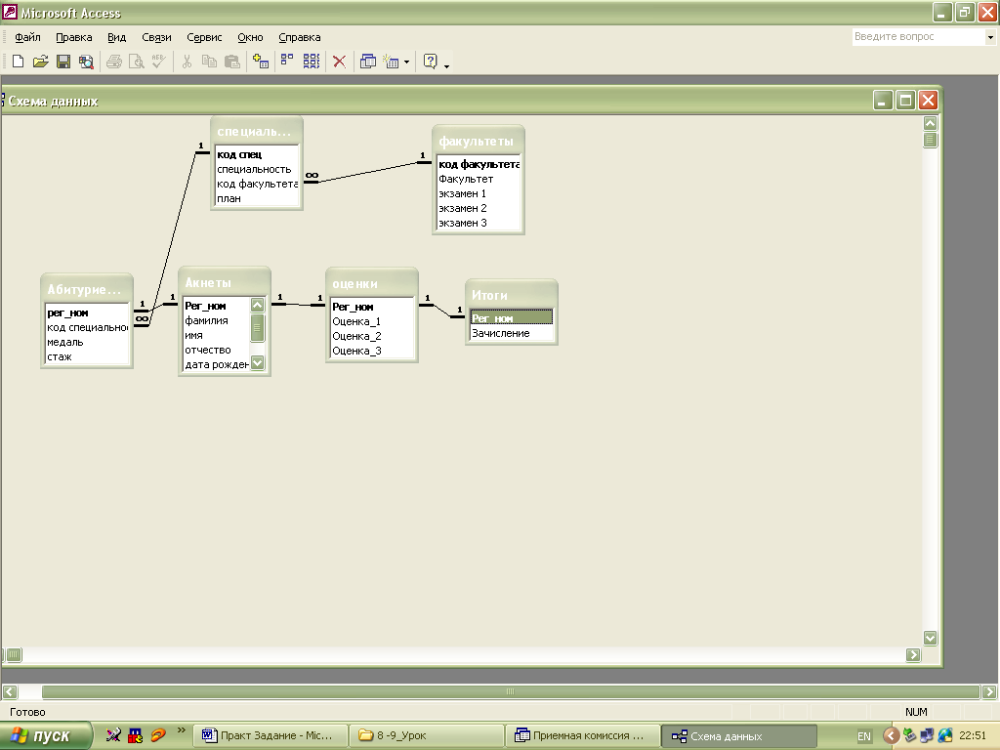 Microsoft Access
Файл Правка Вид Связи Сервис Окно Справка
Введите вопрос
Схема данных
специаль...
код спец
специальность
код факультета
план
1
∞
факультеты
код факультета
Факультет
экзамен 1
экзамен 2
экзамен 3
1
Абитурие...
рег_ном
код специально
медаль
стаж
1
∞
Акнеты
Рег_ном
фамилия
имя
отчество
дата рожден
1
1
оценки
Рег_ном
Оценка_1
Оценка_2
Оценка_3
1
1
Итоги
Рег_ном
Зачисление
1
Готово
NUM
пуск
Практ Задание - Mic...
8 -9_Урок
Приемная комиссия ...
Схема данных
EN
22:51